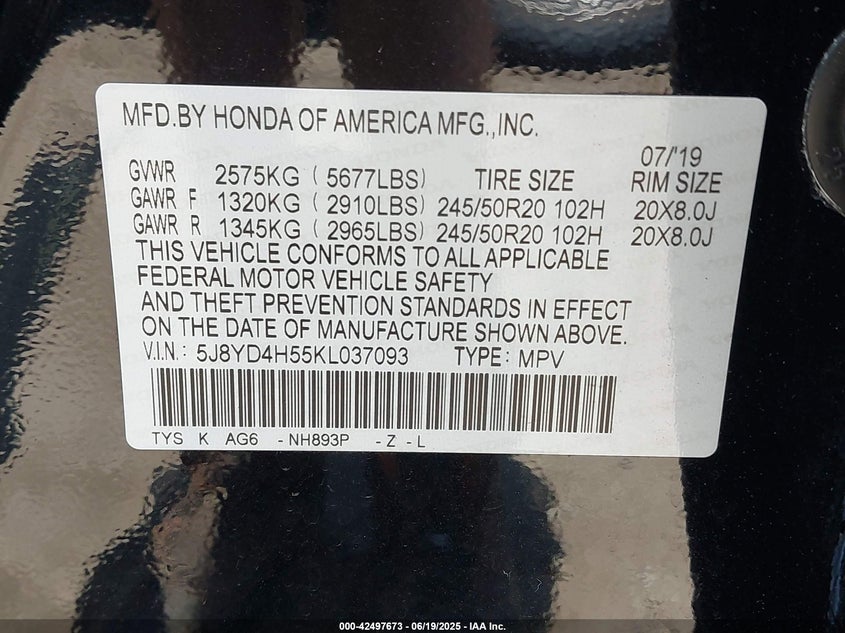 MFD.BY HONDA OF AMERICA MFG.,INC.
07/'19
GVWR 2575KG ( 5677LBS) TIRE SIZE RIM SIZE
GAWR F 1320KG ( 2910LBS) 245/50R20 102H 20X8.0J
GAWR R 1345KG ( 2965LBS) 245/50R20 102H 20X8.0J
THIS VEHICLE CONFORMS TO ALL APPLICABLE
FEDERAL MOTOR VEHICLE SAFETY
AND THEFT PREVENTION STANDARDS IN EFFECT
ON THE DATE OF MANUFACTURE SHOWN ABOVE.
V.I.N.: 5J8YD4H55KL037093 TYPE: MPV
TYS K AG6 -NH893P -Z -L
000-42497673 - 06/19/2025 - IAA Inc.